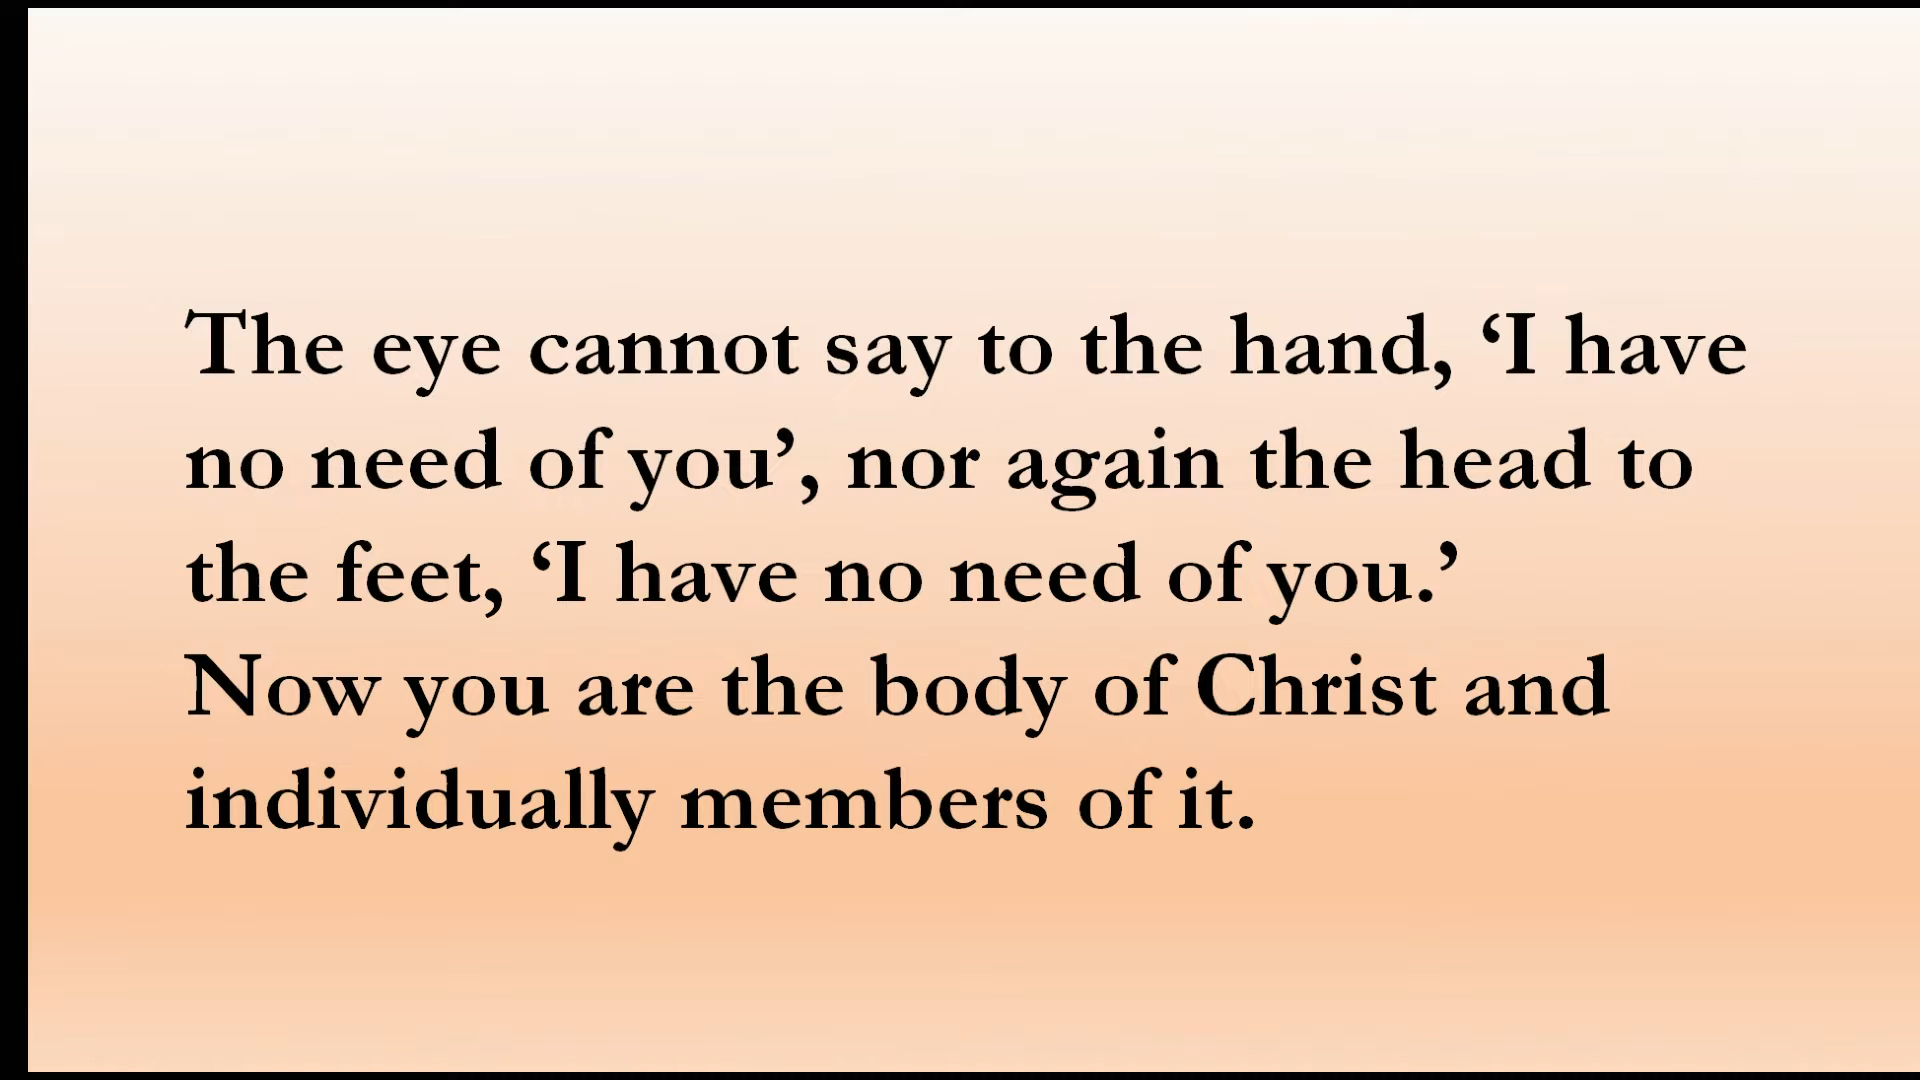 The eye cannot say to the hand, ‘I have
no need of you’, nor again the head to
the feet, ‘I have no need of you.’
Now you are the body of Christ and
individually members of it.